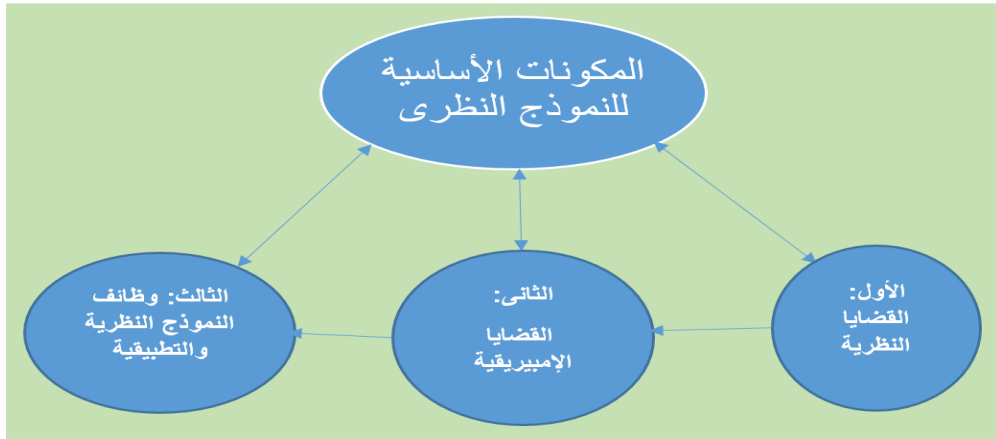 المكونات الأساسية
للنموذج النظرى
الأول:
القضايا
النظرية
الثانى:
القضايا
الإمبيريقية
الثالث: وظائف
النموذج النظرية
والتطبيقية